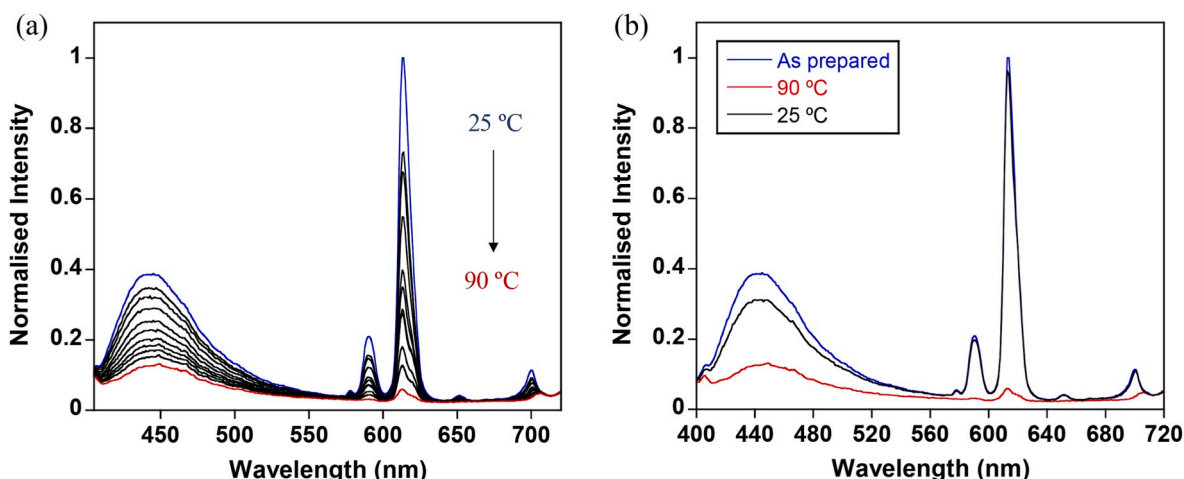 (a)
Normalised Intensity
1
0.8
0.6
0.4
0.2
0
25 ºC
90 ºC
450 500 550 600 650 700
Wavelength (nm)
(b)
Normalised Intensity
1
0.8
0.6
0.4
0.2
0
As prepared
90 ºC
25 ºC
400 440 480 520 560 600 640 680 720
Wavelength (nm)